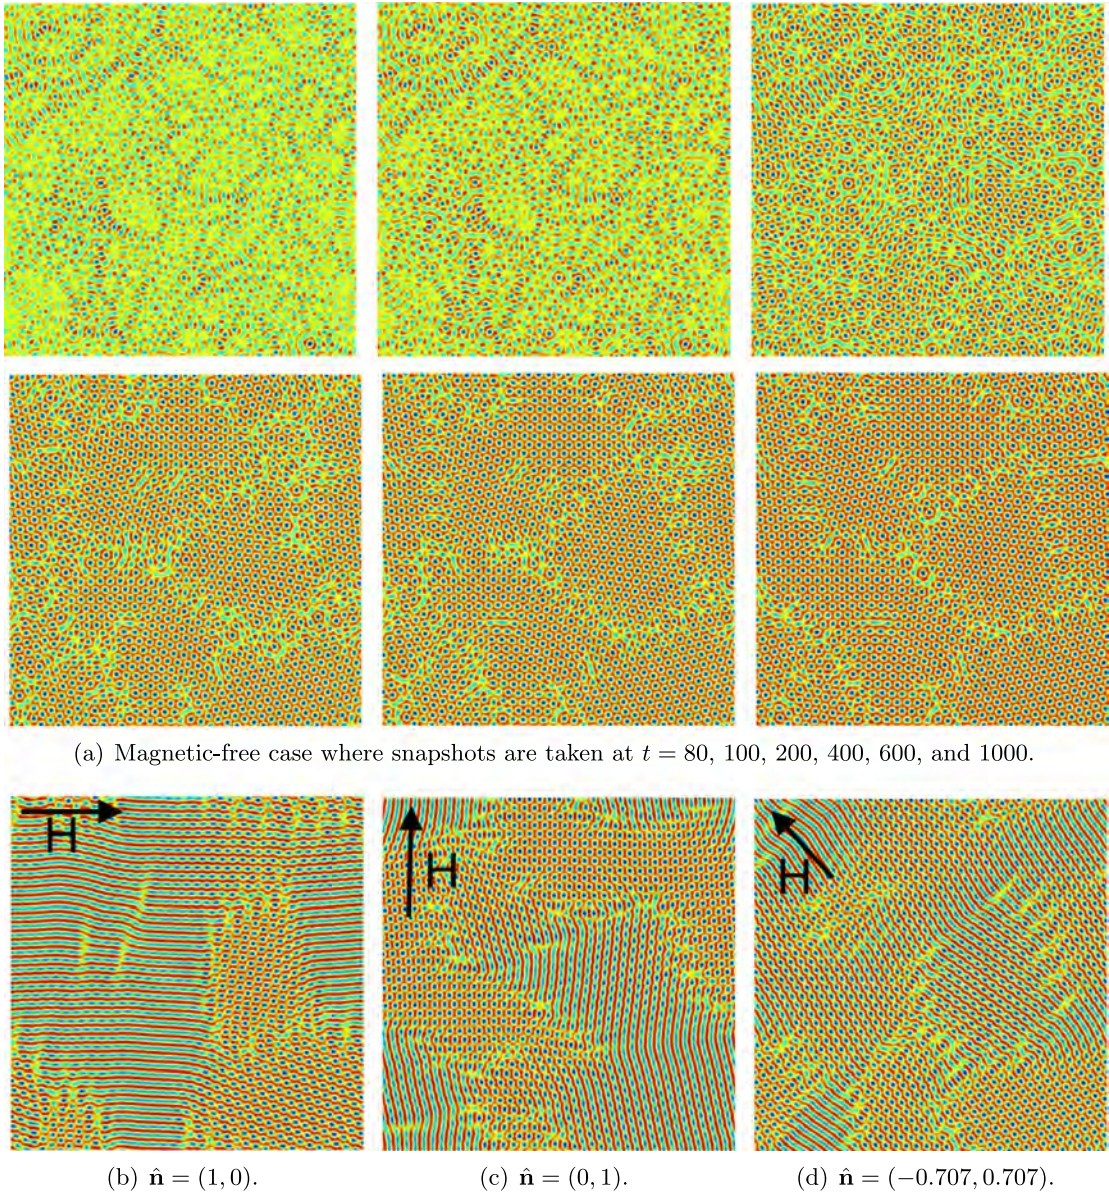 (a) Magnetic-free case where snapshots are taken at t = 80, 100, 200, 400, 600, and 1000.
H
H
H
(b) n̂ = (1, 0).
(c) n̂ = (0, 1).
(d) n̂ = (−0.707, 0.707).